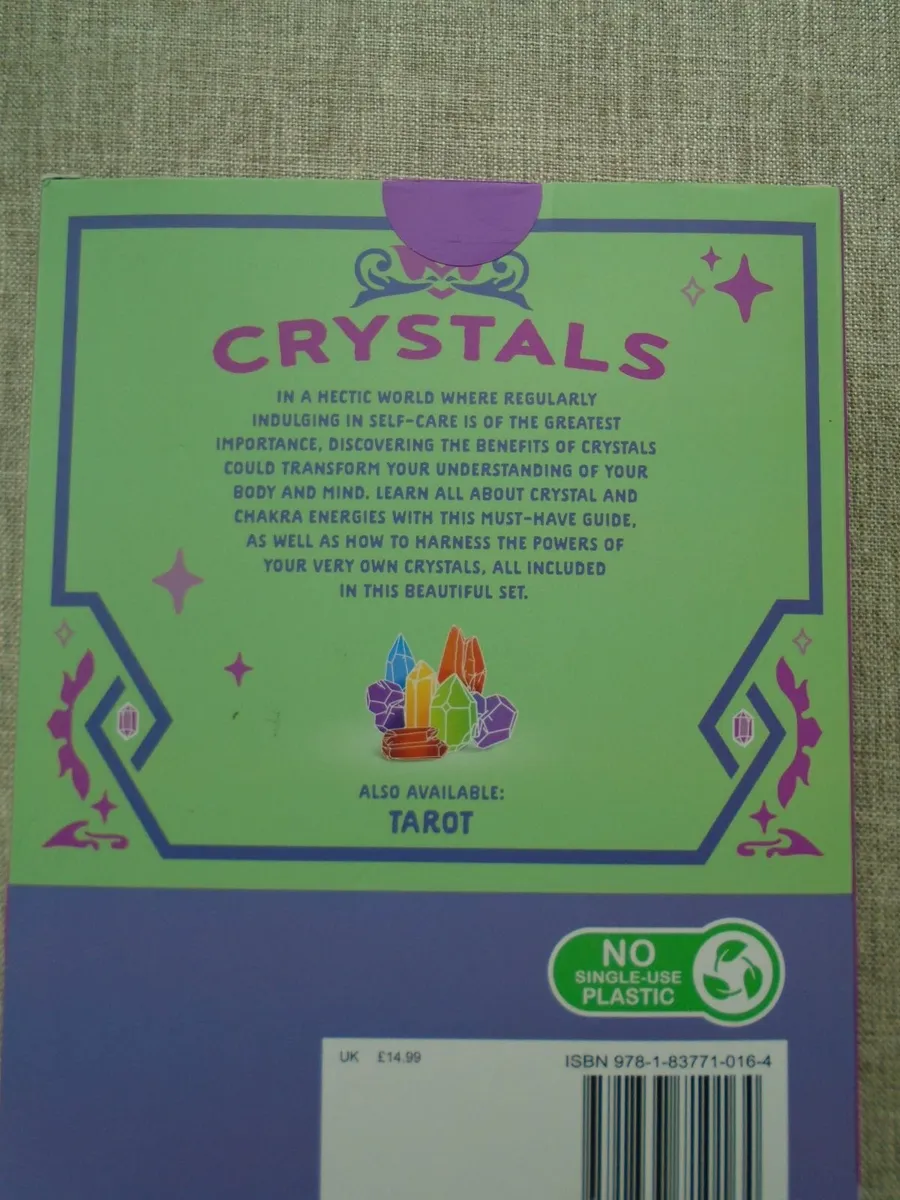 CRYSTALS
IN A HECTIC WORLD WHERE REGULARLY
INDULGING IN SELF-CARE IS OF THE GREATEST
IMPORTANCE, DISCOVERING THE BENEFITS OF CRYSTALS
COULD TRANSFORM YOUR UNDERSTANDING OF YOUR
BODY AND MIND. LEARN ALL ABOUT CRYSTAL AND
CHAKRA ENERGIES WITH THIS MUST-HAVE GUIDE,
AS WELL AS HOW TO HARNESS THE POWERS OF
YOUR VERY OWN CRYSTALS, ALL INCLUDED
IN THIS BEAUTIFUL SET.
ALSO AVAILABLE:
TAROT
NO
SINGLE-USE
PLASTIC
UK £14.99
ISBN 978-1-83771-016-4